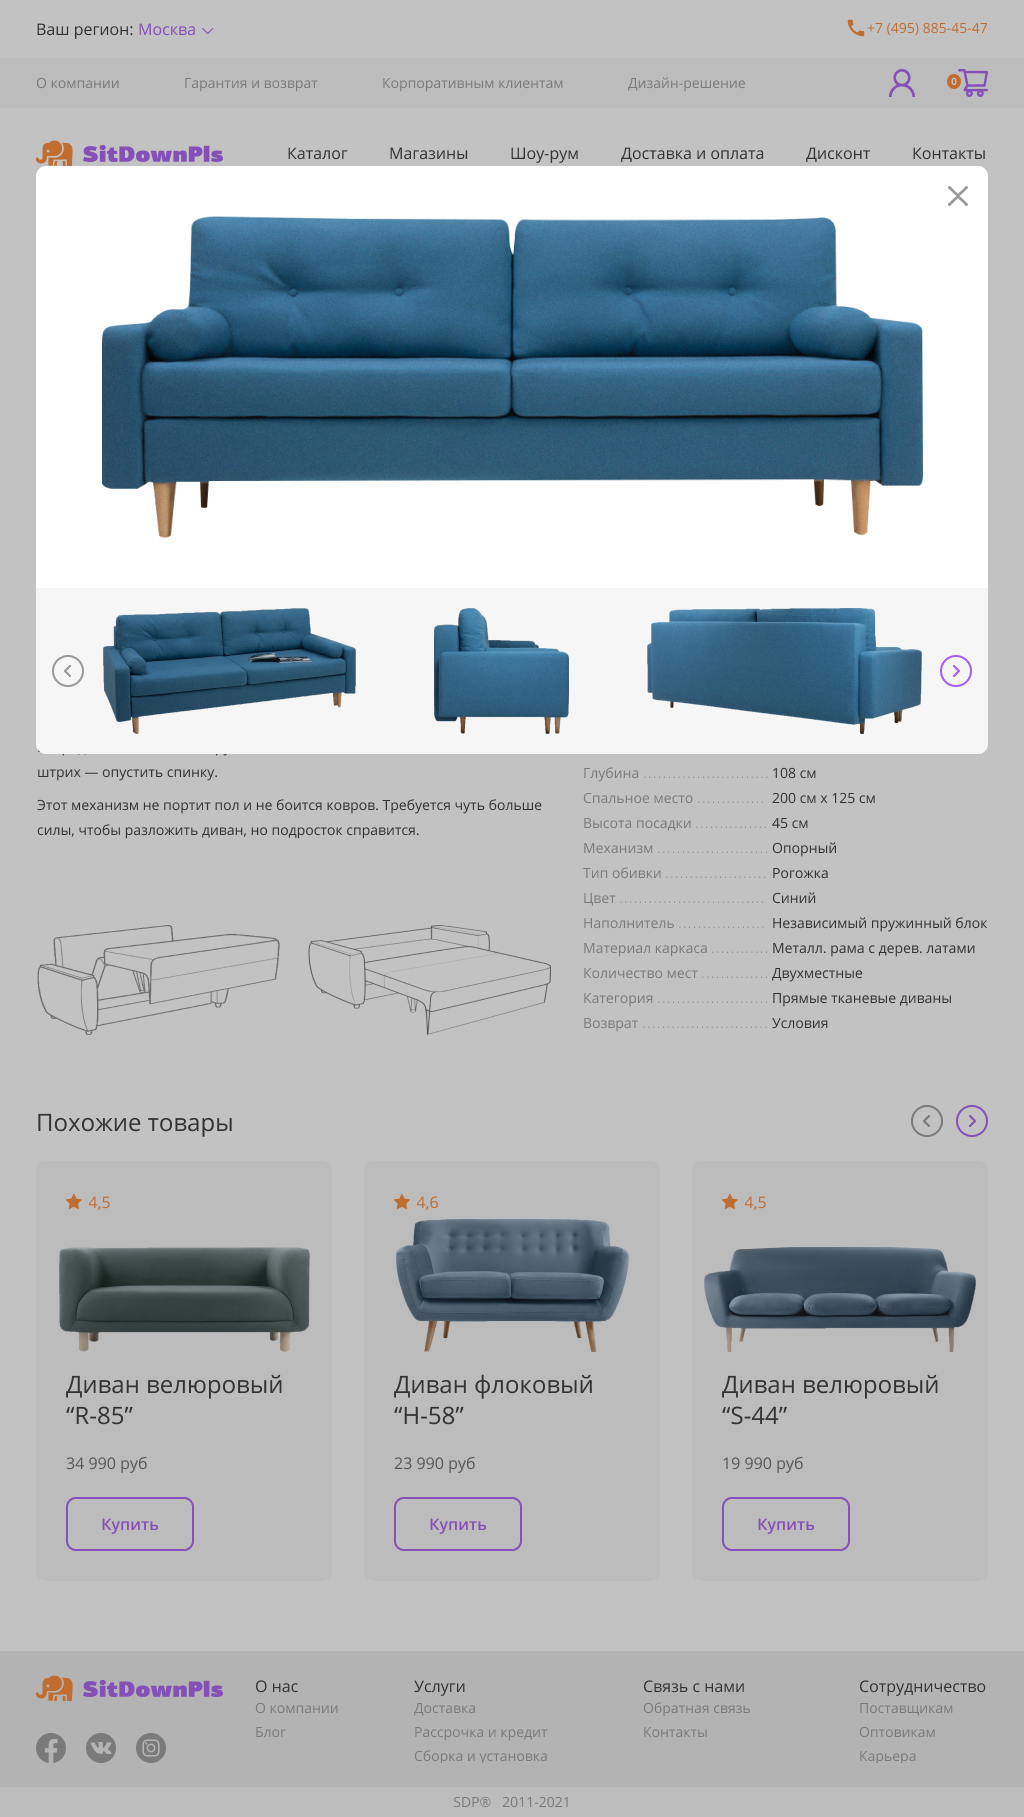 Ваш регион: Москва
+7 (495) 885-45-47
О компании
Гарантия и возврат
Корпоративным клиентам
Дизайн-решение
0
SitDownPls
Каталог
Магазины
Шоу-рум
Доставка и оплата
Дисконт
Контакты
штрих — опустить спинку.
Этот механизм не портит пол и не боится ковров. Требуется чуть больше
силы, чтобы разложить диван, но подросток справится.
Глубина 108 см
Спальное место 200 см х 125 см
Высота посадки 45 см
Механизм Опорный
Тип обивки Рогожка
Цвет Синий
Наполнитель Независимый пружинный блок
Материал каркаса Металл. рама с дерев. латами
Количество мест Двухместные
Категория Прямые тканевые диваны
Возврат Условия
Похожие товары
4,5
Диван велюровый
“R-85”
34 990 руб
Купить
4,6
Диван флоковый
“H-58”
23 990 руб
Купить
4,5
Диван велюровый
“S-44”
19 990 руб
Купить
SitDownPls
О нас
О компании
Блог
Услуги
Доставка
Рассрочка и кредит
Сборка и установка
Связь с нами
Обратная связь
Контакты
Сотрудничество
Поставщикам
Оптовикам
Карьера
SDP® 2011-2021